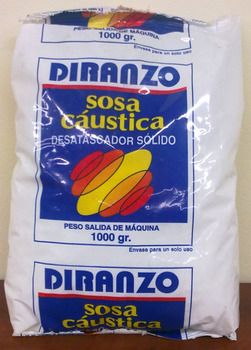 PESO SALIDA DE MÁQUINA
1000 gr.
Envase para un solo uso
DIRANZO
sosa
cáustica
DESATASCADOR SÓLIDO
PESO SALIDA DE MÁQUINA
1000 gr.
Envase para un solo uso
DIRANZO
sosa
cáustica